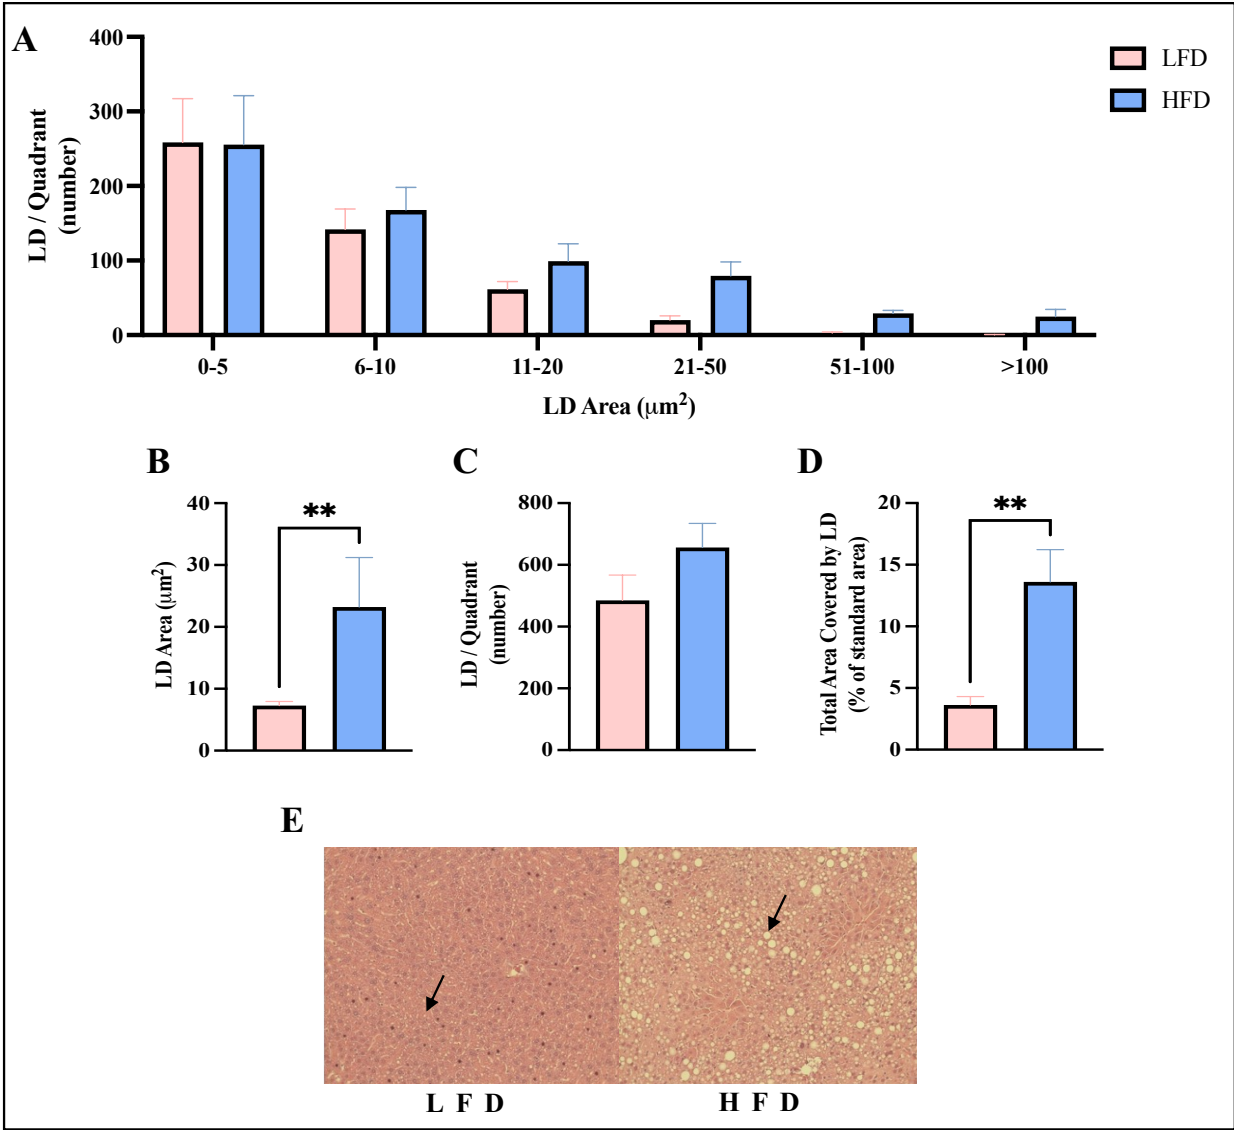 A
LFD
HFD
LD / Quadrant
(number)
400
300
200
100
0
0-5 6-10 11-20 21-50 51-100 >100
LD Area (μm²)
B
**
LD Area (μm²)
40
30
20
10
0
C
LD / Quadrant
(number)
800
600
400
200
0
D
**
Total Area Covered by LD
(% of standard area)
20
15
10
5
0
E
L F D
H F D